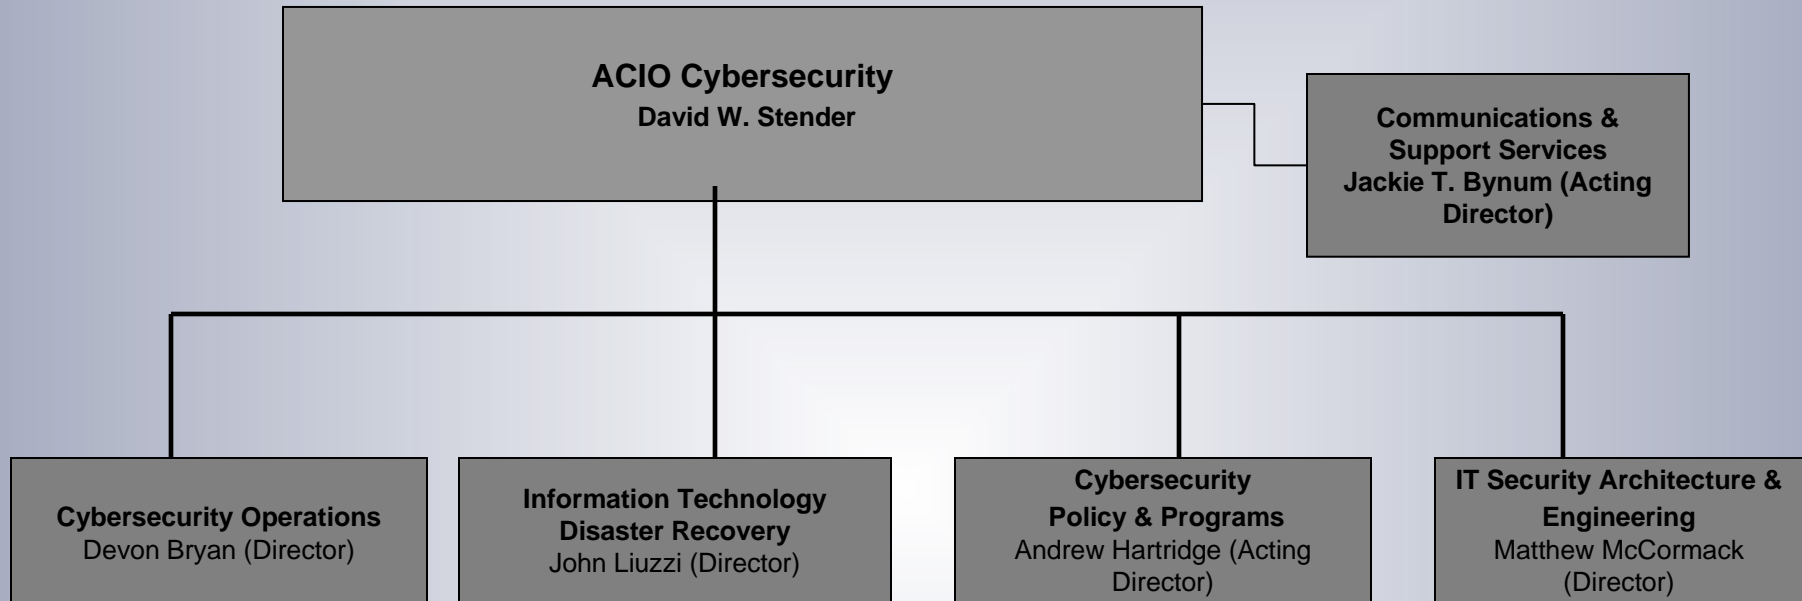 ACIO Cybersecurity
David W. Stender
Communications &
Support Services
Jackie T. Bynum (Acting
Director)
Cybersecurity Operations
Devon Bryan (Director)
Information Technology
Disaster Recovery
John Liuzzi (Director)
Cybersecurity
Policy & Programs
Andrew Hartridge (Acting
Director)
IT Security Architecture &
Engineering
Matthew McCormack
(Director)